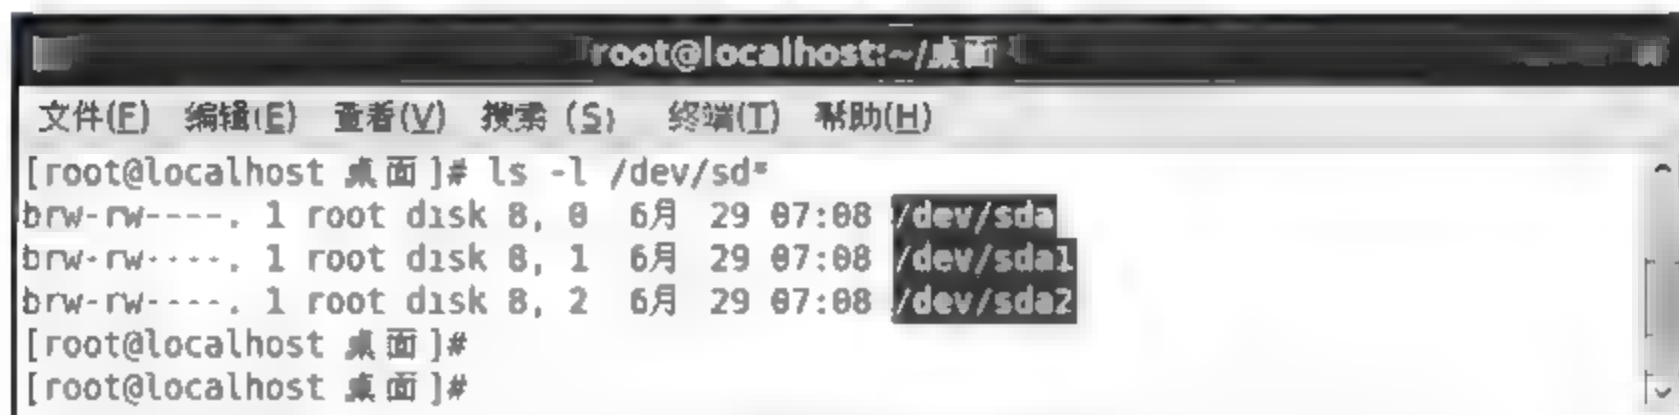 root@localhost:~/桌面
文件(F) 编辑(E) 查看(V) 搜索 (S) 终端(T) 帮助(H)
[root@localhost 桌面]# ls -l /dev/sd*
brw-rw----. 1 root disk 8, 0 6月 29 07:08 /dev/sda
brw-rw----. 1 root disk 8, 1 6月 29 07:08 /dev/sda1
brw-rw----. 1 root disk 8, 2 6月 29 07:08 /dev/sda2
[root@localhost 桌面]#
[root@localhost 桌面]#